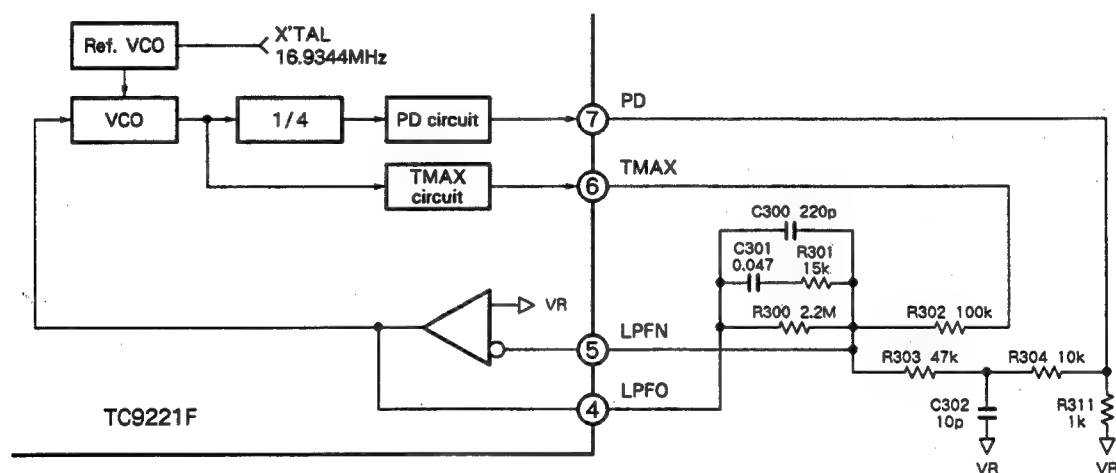 Ref. VCO
X'TAL
16.9344MHz
VCO
1/4
PD circuit
7
PD
TMAX
circuit
6
TMAX
C300 220p
C301
0.047
R301
15k
R300 2.2M
R302 100k
VR
5
LPFN
R303 47k
R304 10k
4
LPFO
C302
10p
R311
1k
TC9221F
VR
VR